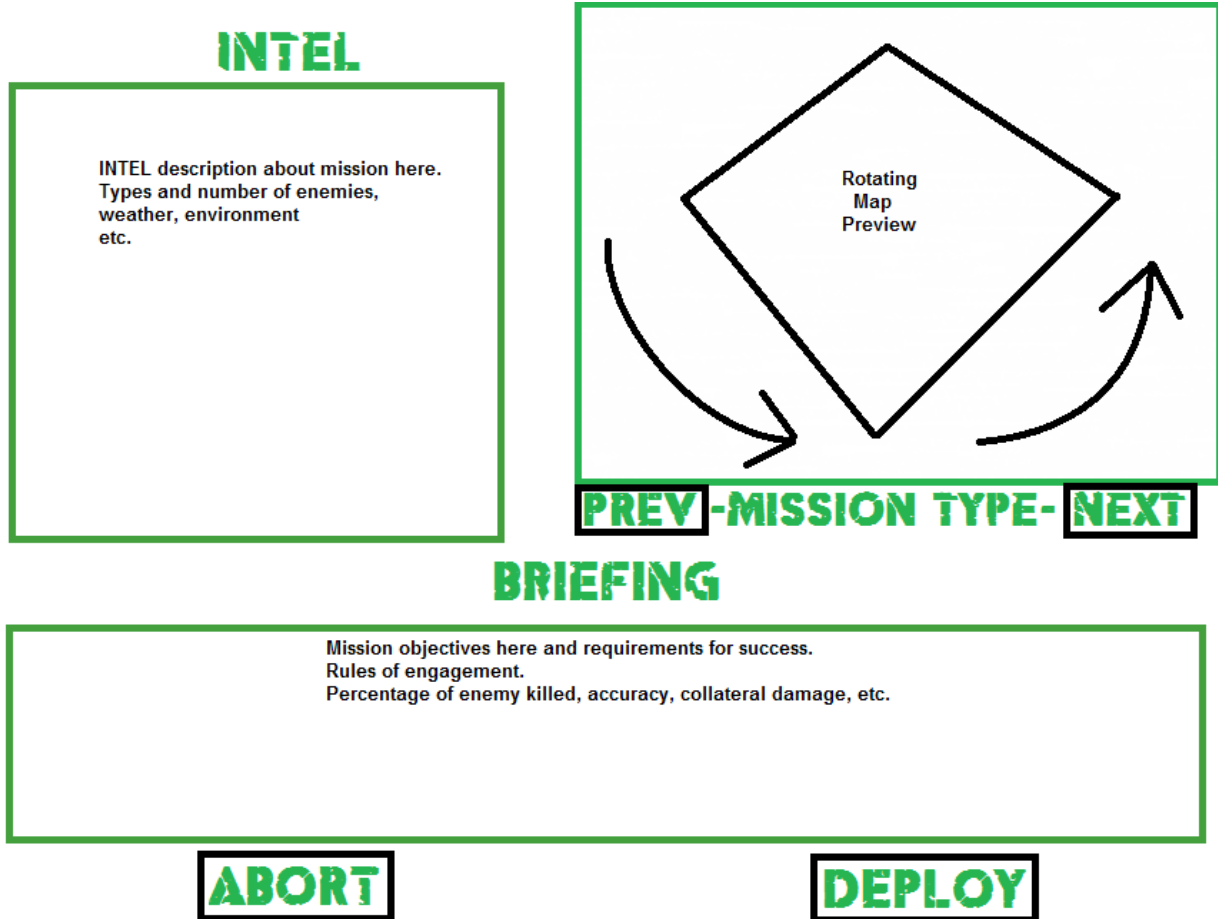 INTEL
INTEL description about mission here.
Types and number of enemies,
weather, environment
etc.
Rotating
Map
Preview
PREV -MISSION TYPE- NEXT
BRIEFING
Mission objectives here and requirements for success.
Rules of engagement.
Percentage of enemy killed, accuracy, collateral damage, etc.
ABORT
DEPLOY